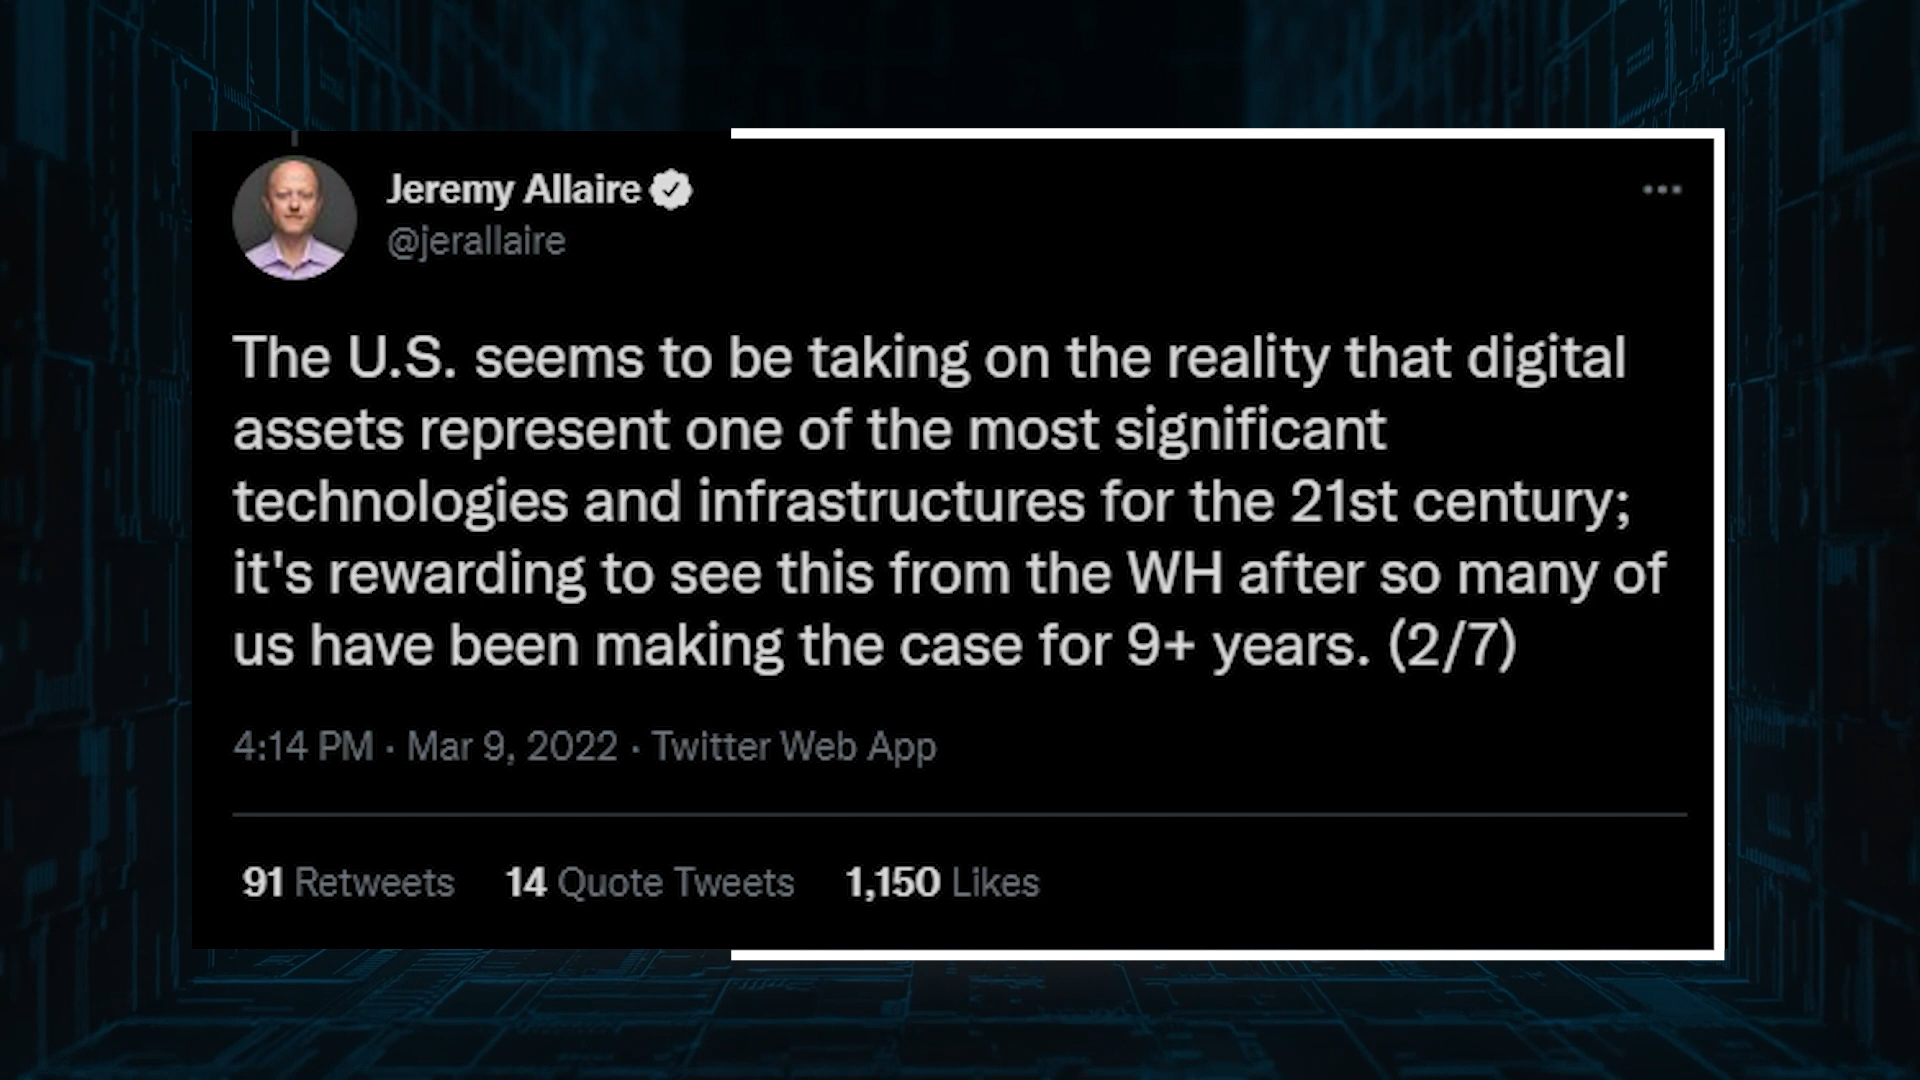 Jeremy Allaire
@jerallaire
The U.S. seems to be taking on the reality that digital
assets represent one of the most significant
technologies and infrastructures for the 21st century;
it's rewarding to see this from the WH after so many of
us have been making the case for 9+ years. (2/7)
4:14 PM · Mar 9, 2022 · Twitter Web App
91 Retweets 14 Quote Tweets 1,150 Likes